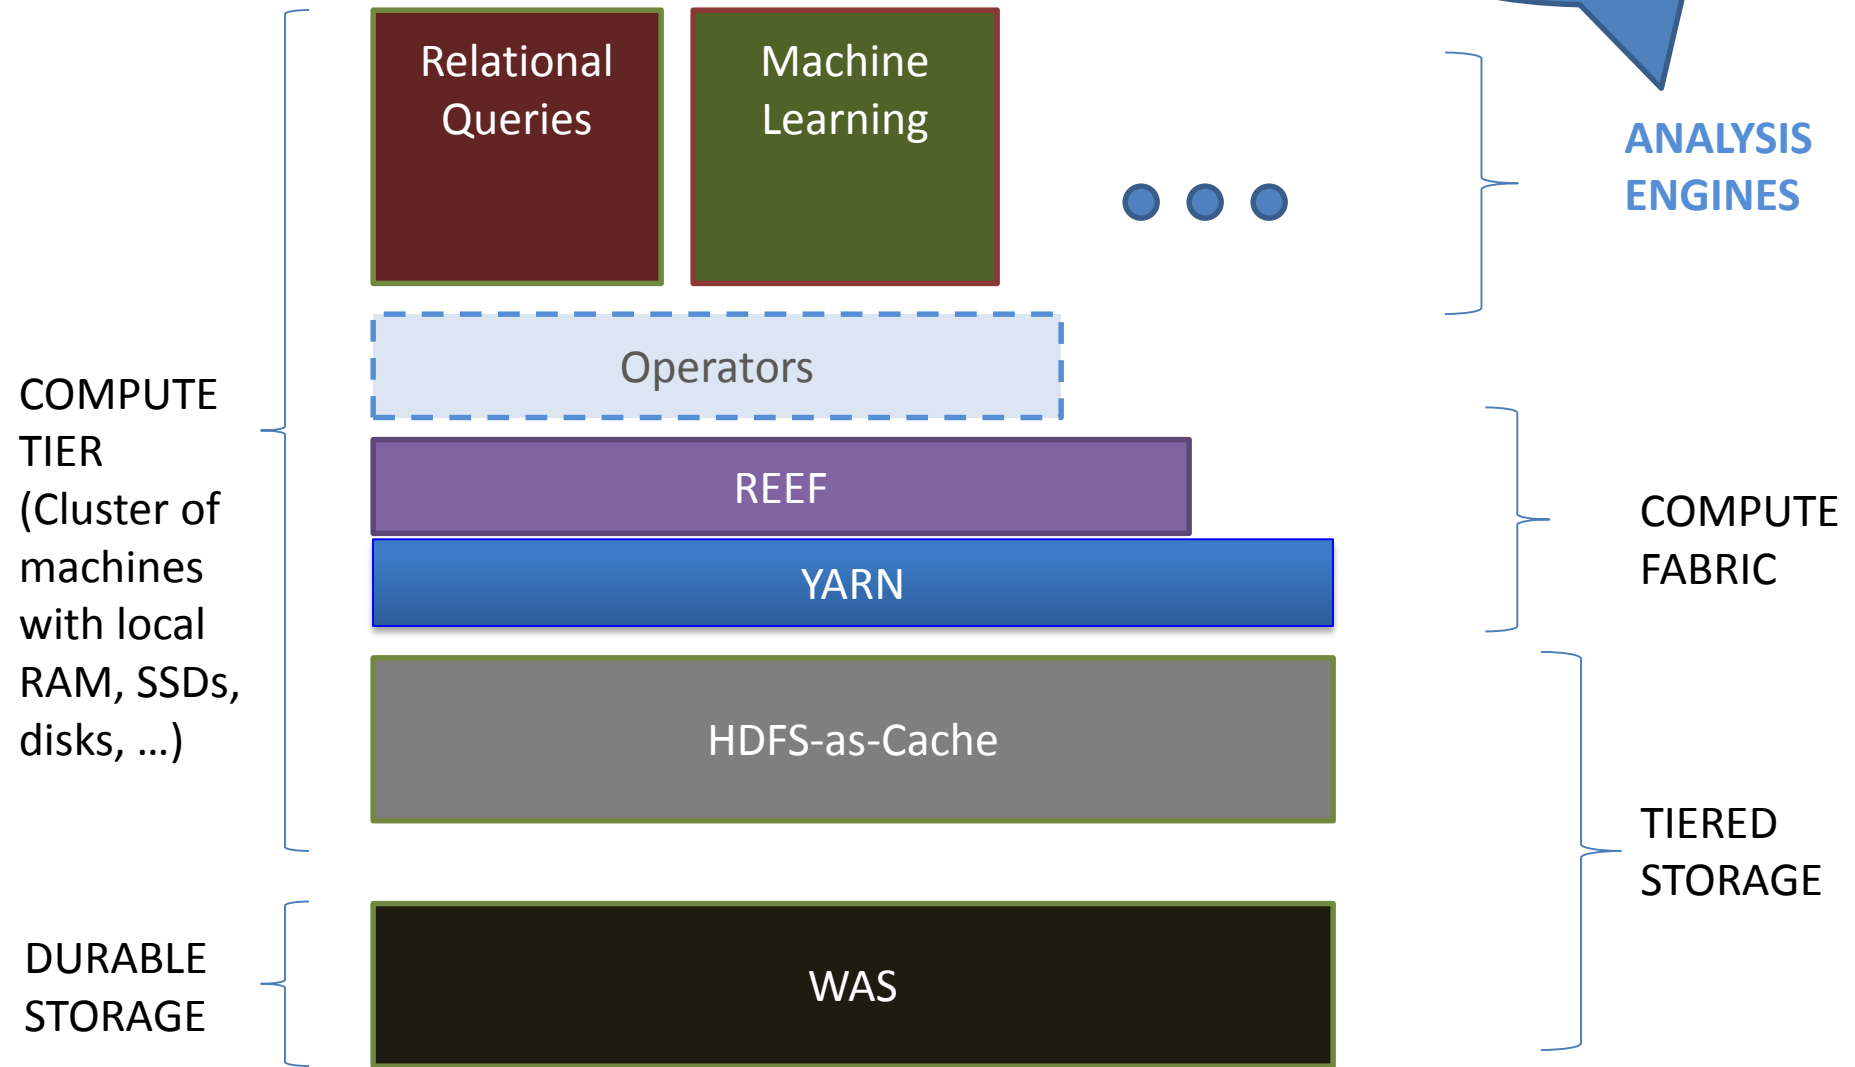 Relational
Queries
Machine
Learning
ANALYSIS
ENGINES
Operators
COMPUTE
TIER
(Cluster of
machines
with local
RAM, SSDs,
disks, ...)
REEF
YARN
COMPUTE
FABRIC
HDFS-as-Cache
TIERED
STORAGE
DURABLE
STORAGE
WAS